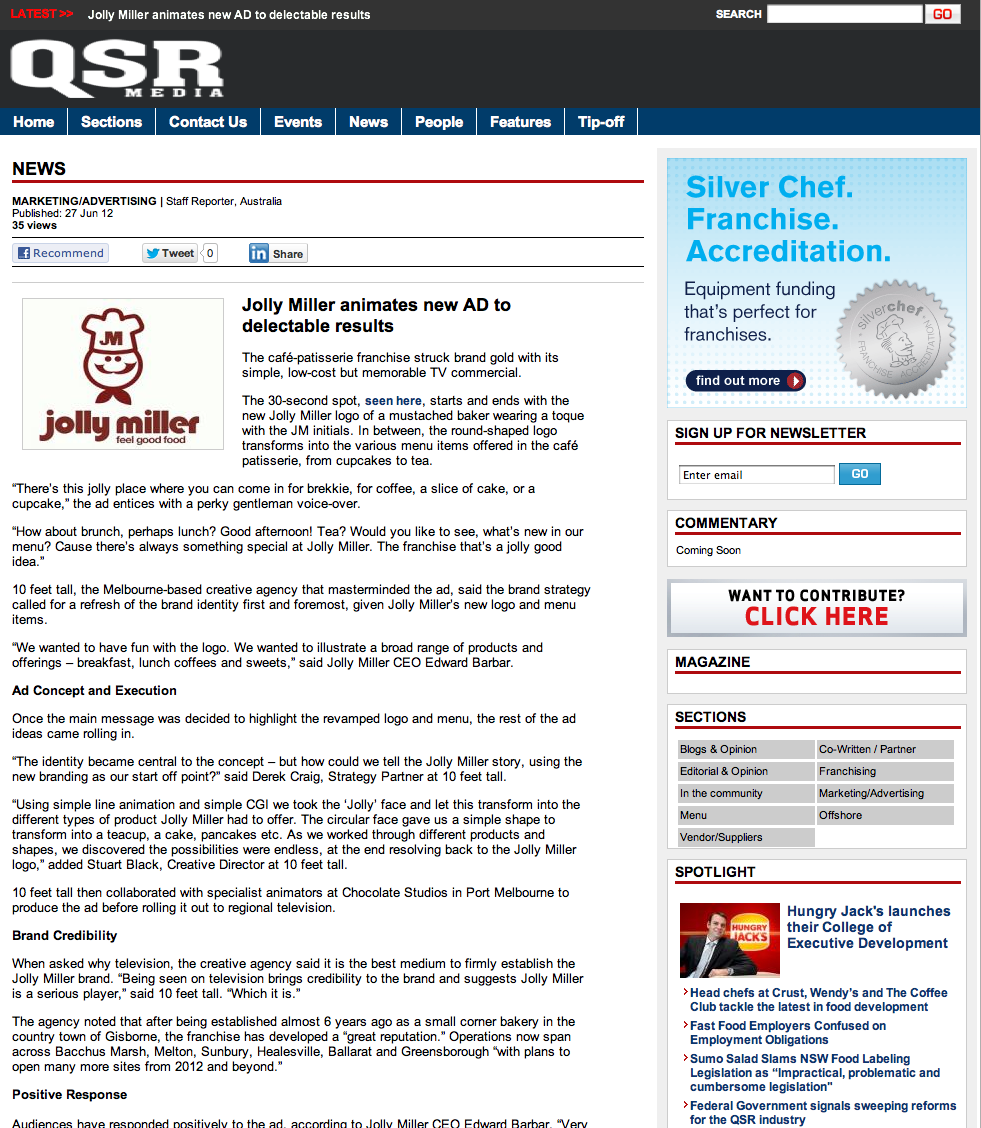 LATEST >> Jolly Miller animates new AD to delectable results
SEARCH GO
QSR
MEDIA
Home Sections Contact Us Events News People Features Tip-off
NEWS
MARKETING/ADVERTISING | Staff Reporter, Australia
Published: 27 Jun 12
35 views
Recommend Tweet 0 Share
JM
jolly miller
feel good food
Jolly Miller animates new AD to
delectable results
The café-patisserie franchise struck brand gold with its
simple, low-cost but memorable TV commercial.
The 30-second spot, seen here, starts and ends with the
new Jolly Miller logo of a mustached baker wearing a toque
with the JM initials. In between, the round-shaped logo
transforms into the various menu items offered in the café
patisserie, from cupcakes to tea.
“There’s this jolly place where you can come in for brekkie, for coffee, a slice of cake, or a
cupcake,” the ad entices with a perky gentleman voice-over.
“How about brunch, perhaps lunch? Good afternoon! Tea? Would you like to see, what’s new in our
menu? Cause there’s always something special at Jolly Miller. The franchise that’s a jolly good
idea.”
10 feet tall, the Melbourne-based creative agency that masterminded the ad, said the brand strategy
called for a refresh of the brand identity first and foremost, given Jolly Miller’s new logo and menu
items.
“We wanted to have fun with the logo. We wanted to illustrate a broad range of products and
offerings – breakfast, lunch coffees and sweets,” said Jolly Miller CEO Edward Barbar.
Ad Concept and Execution
Once the main message was decided to highlight the revamped logo and menu, the rest of the ad
ideas came rolling in.
“The identity became central to the concept – but how could we tell the Jolly Miller story, using the
new branding as our start off point?” said Derek Craig, Strategy Partner at 10 feet tall.
“Using simple line animation and simple CGI we took the ‘Jolly’ face and let this transform into the
different types of product Jolly Miller had to offer. The circular face gave us a simple shape to
transform into a teacup, a cake, pancakes etc. As we worked through different products and
shapes, we discovered the possibilities were endless, at the end resolving back to the Jolly Miller
logo,” added Stuart Black, Creative Director at 10 feet tall.
10 feet tall then collaborated with specialist animators at Chocolate Studios in Port Melbourne to
produce the ad before rolling it out to regional television.
Brand Credibility
When asked why television, the creative agency said it is the best medium to firmly establish the
Jolly Miller brand. “Being seen on television brings credibility to the brand and suggests Jolly Miller
is a serious player,” said 10 feet tall. “Which it is.”
The agency noted that after being established almost 6 years ago as a small corner bakery in the
country town of Gisborne, the franchise has developed a “great reputation.” Operations now span
across Bacchus Marsh, Melton, Sunbury, Healesville, Ballarat and Greensborough “with plans to
open many more sites from 2012 and beyond.”
Positive Response
Audiences have responded positively to the ad, according to Jolly Miller CEO Edward Barbar. “Very
Silver Chef.
Franchise.
Accreditation.
Equipment funding
that’s perfect for
franchises.
find out more
silverchef
FRANCHISE ACCREDITATION
SIGN UP FOR NEWSLETTER
Enter email GO
COMMENTARY
Coming Soon
WANT TO CONTRIBUTE?
CLICK HERE
MAGAZINE
SECTIONS
Blogs & Opinion Co-Written / Partner
Editorial & Opinion Franchising
In the community Marketing/Advertising
Menu Offshore
Vendor/Suppliers
SPOTLIGHT
HUNGRY
JACK'S
Hungry Jack's launches
their College of
Executive Development
Head chefs at Crust, Wendy’s and The Coffee
Club tackle the latest in food development
Fast Food Employers Confused on
Employment Obligations
Sumo Salad Slams NSW Food Labeling
Legislation as “Impractical, problematic and
cumbersome legislation"
Federal Government signals sweeping reforms
for the QSR industry